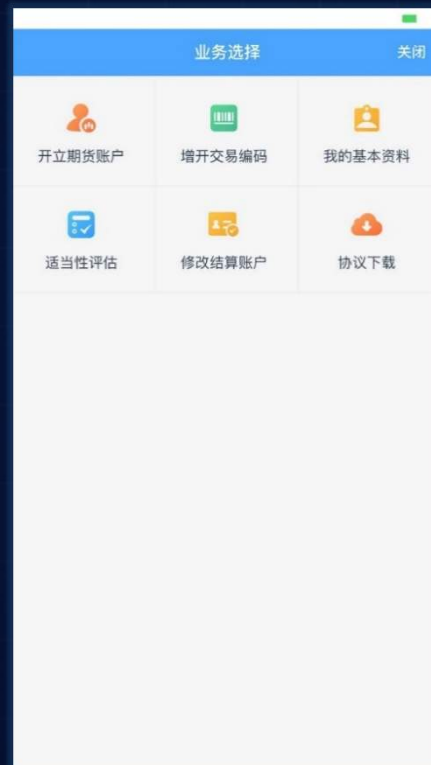 业务选择
关闭
开立期货账户
增开交易编码
我的基本资料
适当性评估
修改结算账户
协议下载